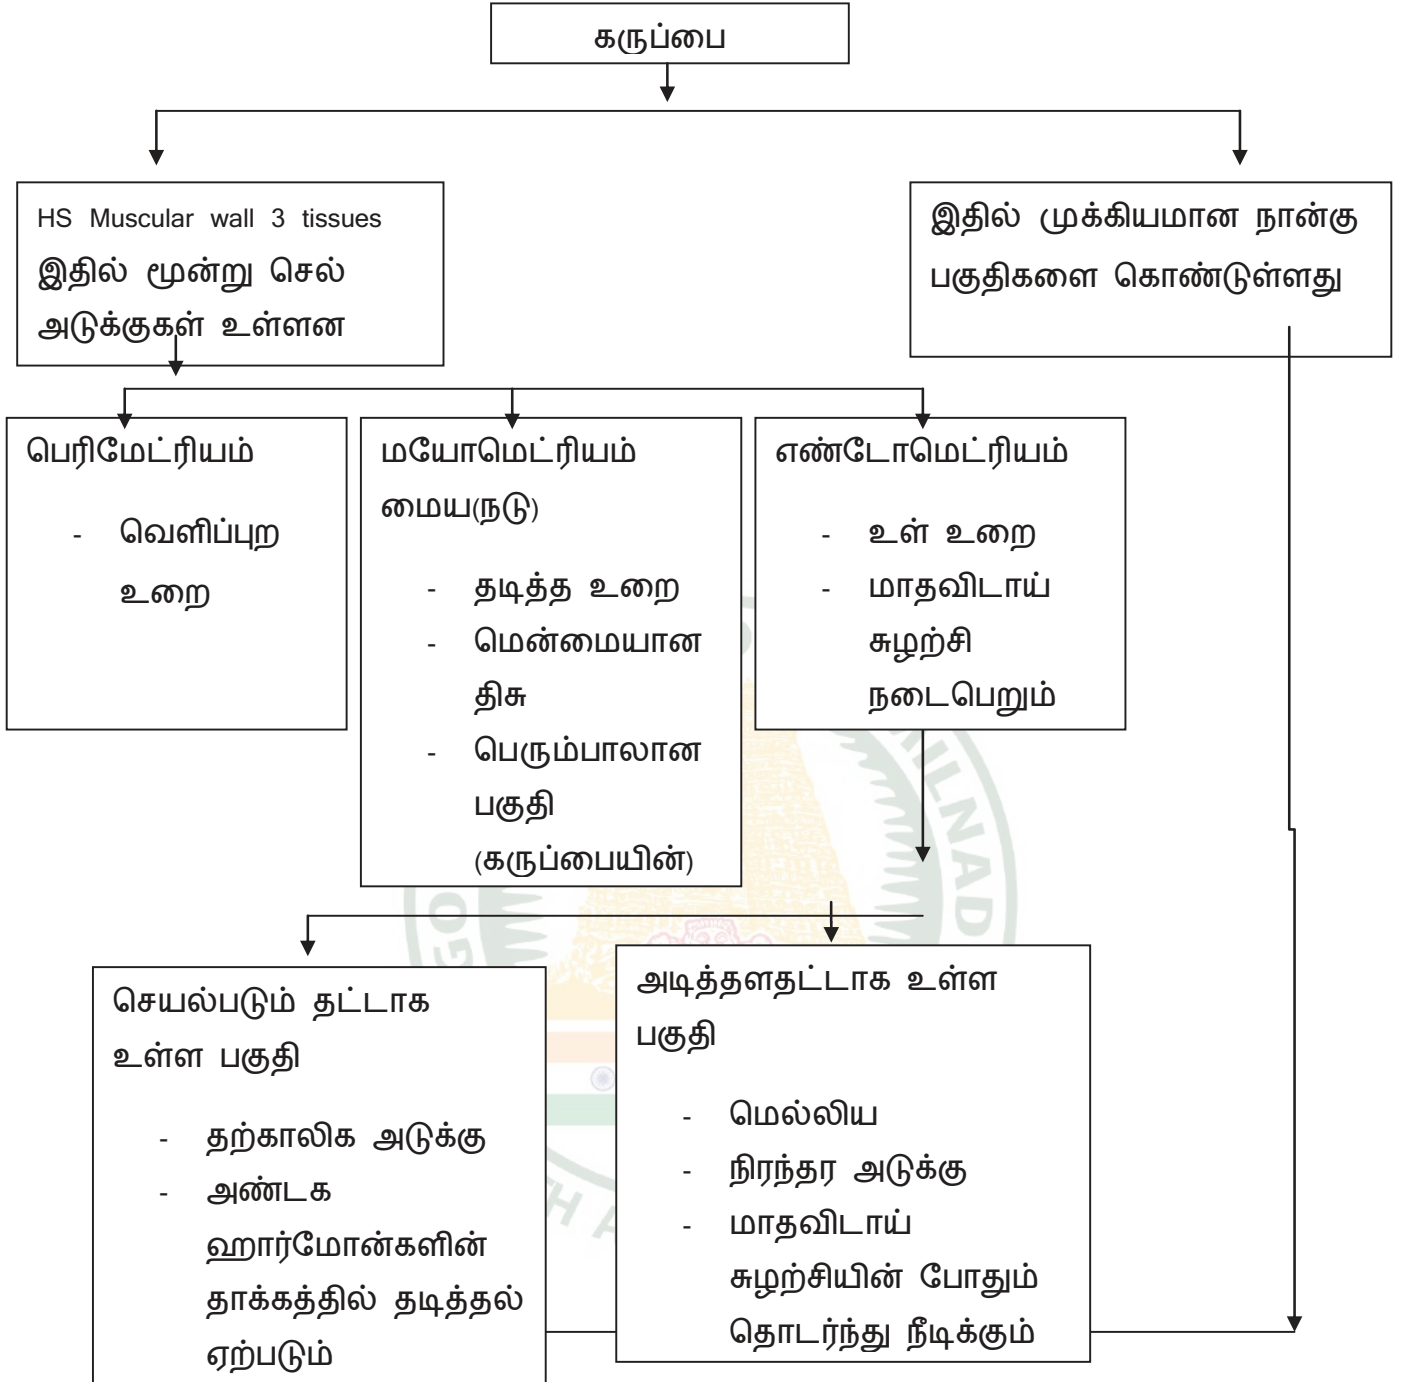 கருப்பை
HS Muscular wall 3 tissues
இதில் மூன்று செல்
அடுக்குகள் உள்ளன
இதில் முக்கியமான நான்கு
பகுதிகளை கொண்டுள்ளது
பெரிமேட்ரியம்
- வெளிப்புற
உறை
மயோமெட்ரியம்
மைய(நடு)
- தடித்த உறை
- மென்மையான
திசு
- பெரும்பாலான
பகுதி
(கருப்பையின்)
எண்டோமெட்ரியம்
- உள் உறை
- மாதவிடாய்
சுழற்சி
நடைபெறும்
செயல்படும் தட்டாக
உள்ள பகுதி
- தற்காலிக அடுக்கு
- அண்டக
ஹார்மோன்களின்
தாக்கத்தில் தடித்தல்
ஏற்படும்
அடித்தளதட்டாக உள்ள
பகுதி
- மெல்லிய
- நிரந்தர அடுக்கு
- மாதவிடாய்
சுழற்சியின் போதும்
தொடர்ந்து நீடிக்கும்